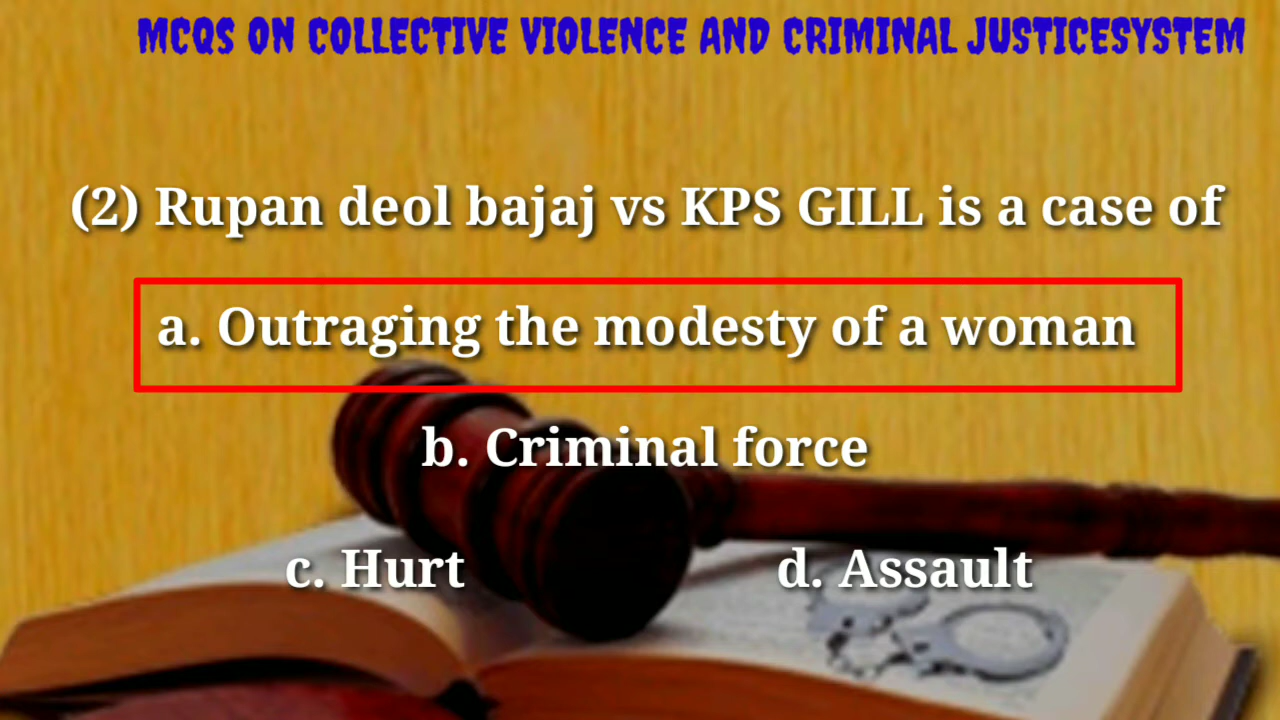 MCQS ON COLLECTIVE VIOLENCE AND CRIMINAL JUSTICESYSTEM
(2) Rupan deol bajaj vs KPS GILL is a case of
a. Outraging the modesty of a woman
b. Criminal force
c. Hurt d. Assault